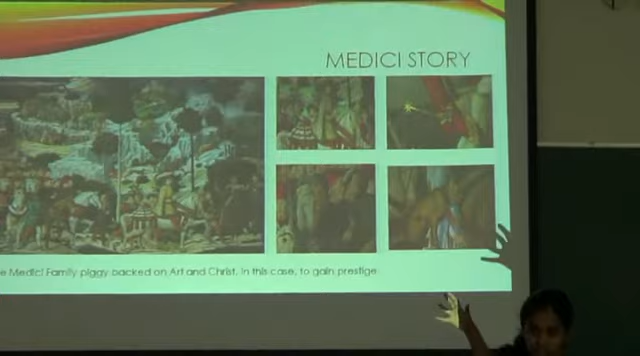 MEDICI STORY
e Medici Family piggy backed on Art and Christ, in this case, to gain prestige